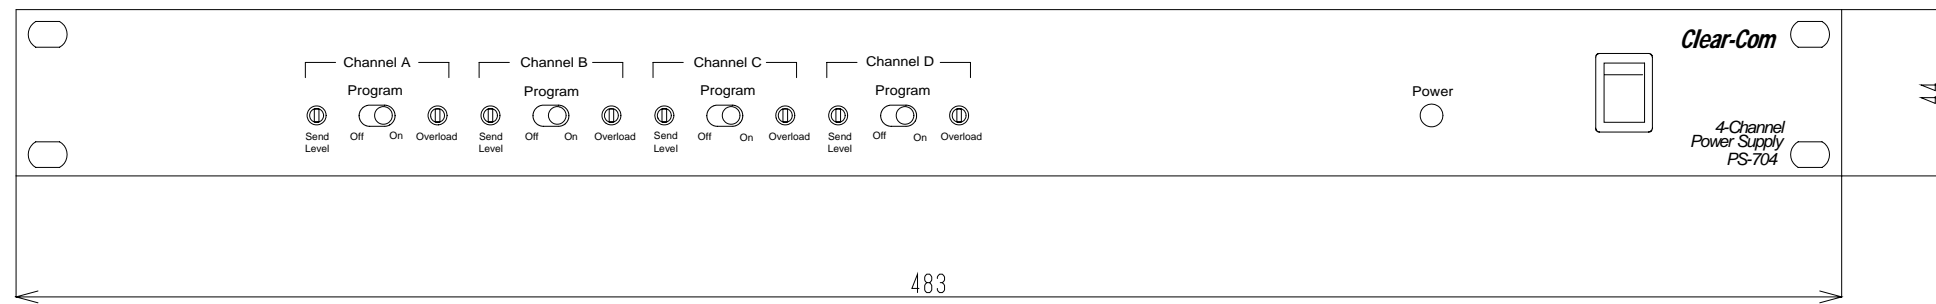 Clear-Com
Channel A Channel B Channel C Channel D
Program Program Program Program
Power
Send Level Off On Overload Send Level Off On Overload Send Level Off On Overload Send Level Off On Overload
4-Channel
Power Supply
PS-704
483